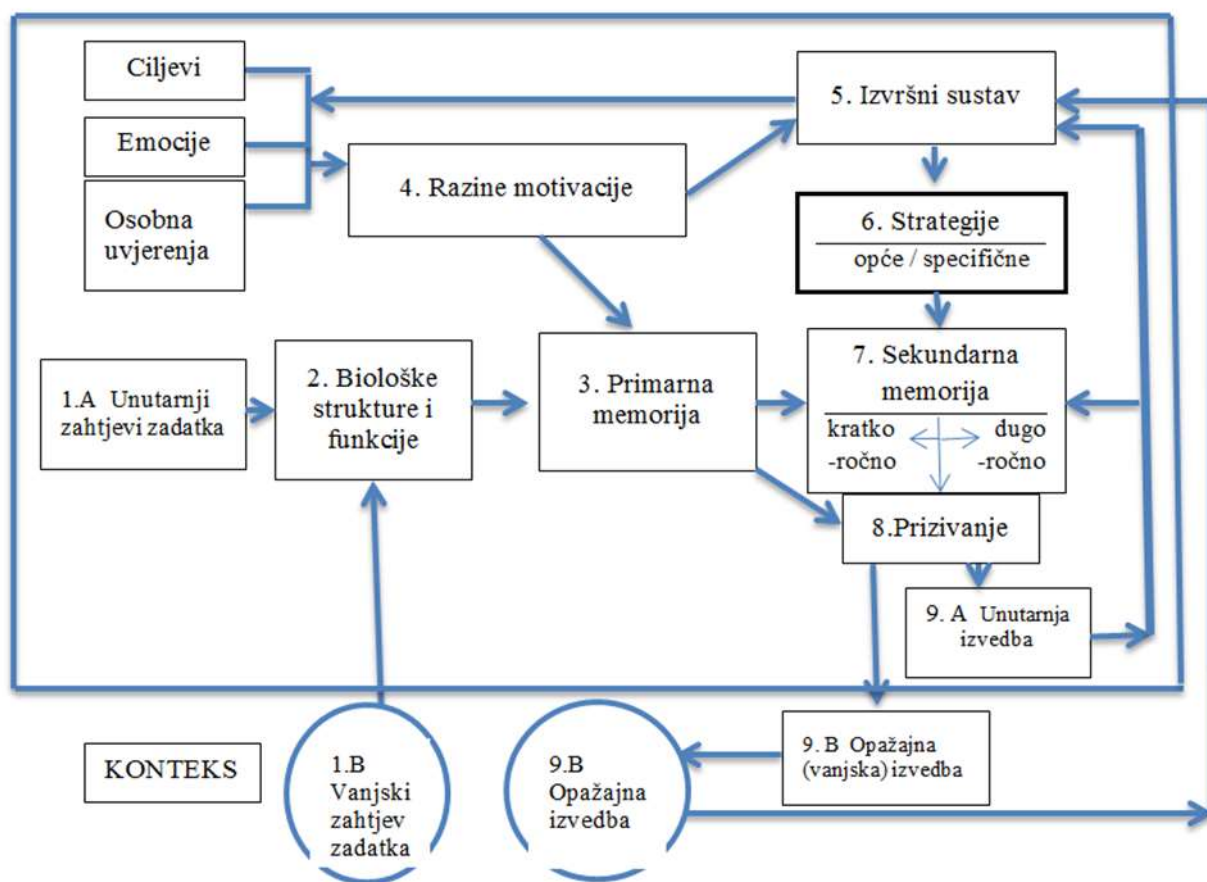 Ciljevi
Emocije
Osobna
uvjerenja
4. Razine motivacije
5. Izvršni sustav
6. Strategije
opće / specifične
1.A Unutarnji
zahtjevi zadatka
2. Biološke
strukture i
funkcije
3. Primarna
memorija
7. Sekundarna
memorija
kratko
-ročno
dugo
-ročno
8.Prizivanje
9. A Unutarnja
izvedba
KONTEKS
1.B
Vanjski
zahtjev
zadatka
9.B
Opažajna
izvedba
9. B Opažajna
(vanjska) izvedba